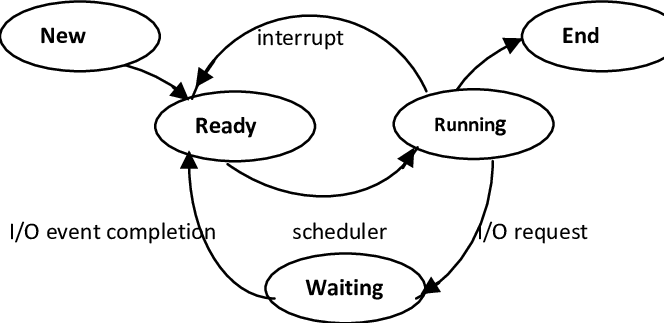 New
interrupt
End
Ready
Running
I/O event completion
scheduler
I/O request
Waiting